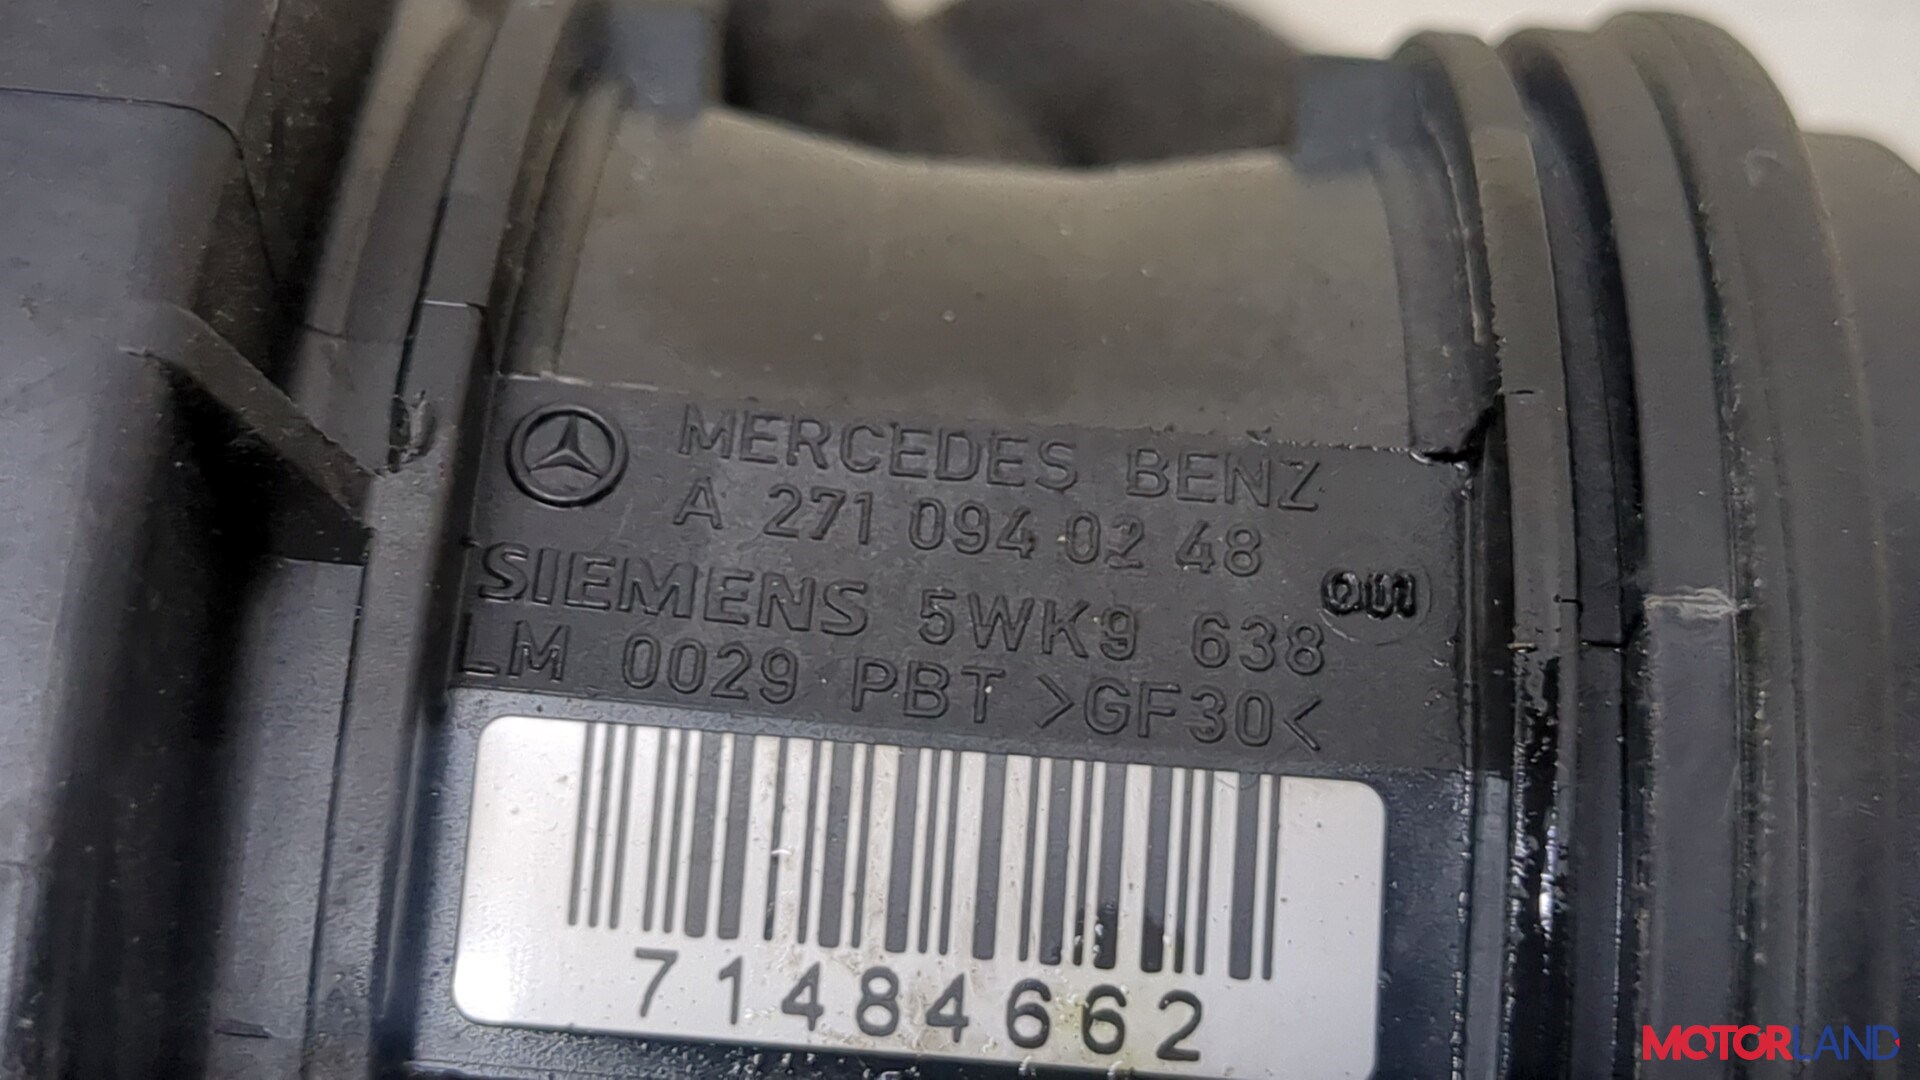 MERCEDES BENZ
A 271 094 02 48
SIEMENS 5WK9 638
LM 0029 PBT >GF30<
71484662
MOTORLAND